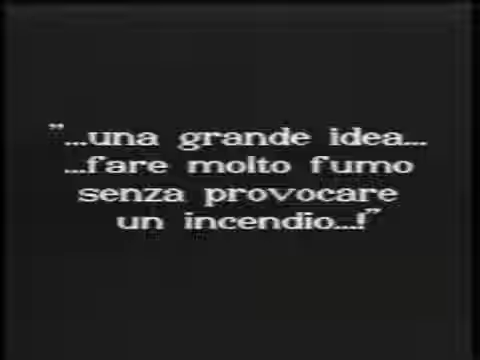 "...una grande idea...
...fare molto fumo
senza provocare
un incendio...!"